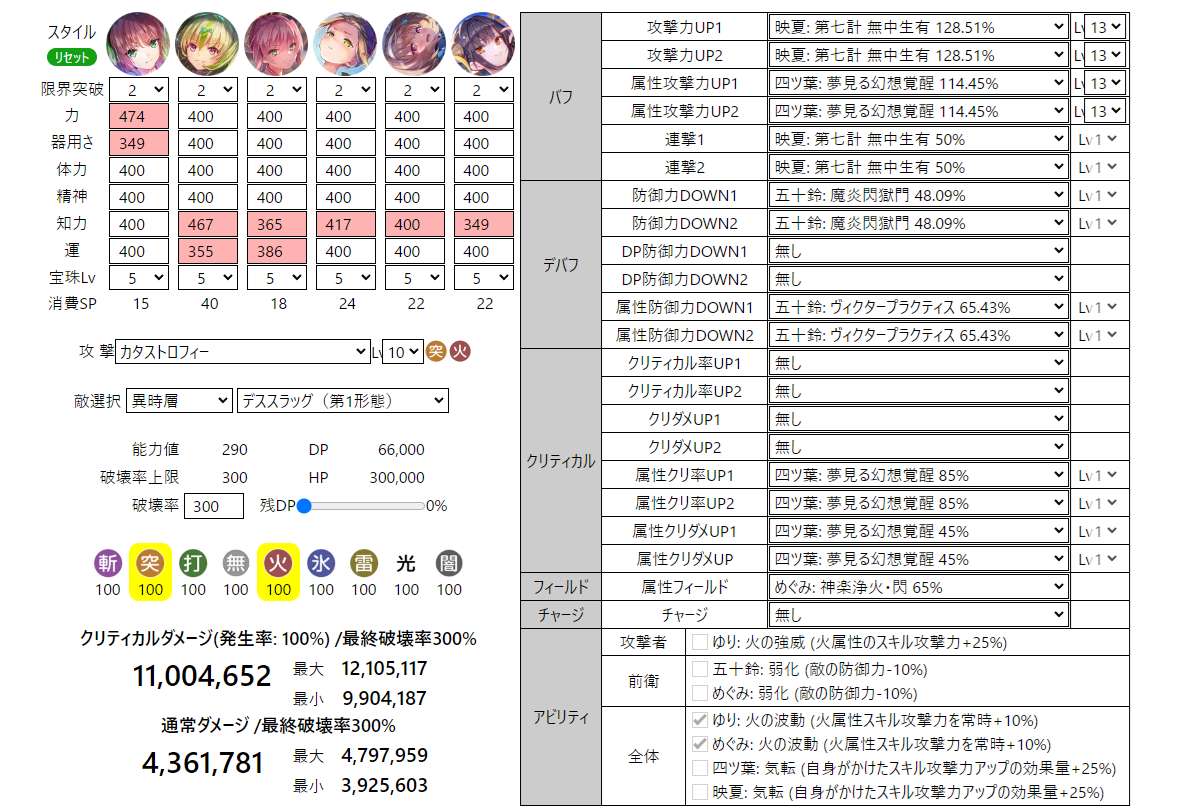 スタイル
リセット
限界突破 2 2 2 2 2 2
力 474 400 400 400 400 400
器用さ 349 400 400 400 400 400
体力 400 400 400 400 400 400
精神 400 400 400 400 400 400
知力 400 467 365 417 400 349
運 400 355 386 400 400 400
宝珠Lv 5 5 5 5 5 5
消費SP 15 40 18 24 22 22
攻撃 カタストロフィー Lv 10 突 火
敵選択 異時層 デススラッグ（第1形態）
能力値 290 DP 66,000
破壊率上限 300 HP 300,000
破壊率 300 残DP 0%
斬 突 打 無 火 氷 雷 光 闇
100 100 100 100 100 100 100 100 100
クリティカルダメージ(発生率: 100%) /最終破壊率300%
11,004,652 最大 12,105,117
最小 9,904,187
通常ダメージ /最終破壊率300%
4,361,781 最大 4,797,959
最小 3,925,603
バフ
攻撃力UP1 映夏: 第七計 無中生有 128.51% Lv 13
攻撃力UP2 映夏: 第七計 無中生有 128.51% Lv 13
属性攻撃力UP1 四ツ葉: 夢見る幻想覚醒 114.45% Lv 13
属性攻撃力UP2 四ツ葉: 夢見る幻想覚醒 114.45% Lv 13
連撃1 映夏: 第七計 無中生有 50% Lv 1
連撃2 映夏: 第七計 無中生有 50% Lv 1
デバフ
防御力DOWN1 五十鈴: 魔炎閃獄門 48.09% Lv 1
防御力DOWN2 五十鈴: 魔炎閃獄門 48.09% Lv 1
DP防御力DOWN1 無し
DP防御力DOWN2 無し
属性防御力DOWN1 五十鈴: ヴィクタープラクティス 65.43% Lv 1
属性防御力DOWN2 五十鈴: ヴィクタープラクティス 65.43% Lv 1
クリティカル
クリティカル率UP1 無し
クリティカル率UP2 無し
クリダメUP1 無し
クリダメUP2 無し
属性クリ率UP1 四ツ葉: 夢見る幻想覚醒 85% Lv 1
属性クリ率UP2 四ツ葉: 夢見る幻想覚醒 85% Lv 1
属性クリダメUP1 四ツ葉: 夢見る幻想覚醒 45% Lv 1
属性クリダメUP 四ツ葉: 夢見る幻想覚醒 45% Lv 1
フィールド 属性フィールド めぐみ: 神楽浄火・閃 65%
チャージ チャージ 無し
アビリティ
攻撃者 ゆり: 火の強威 (火属性のスキル攻撃力+25%)
前衛 五十鈴: 弱化 (敵の防御力-10%)
めぐみ: 弱化 (敵の防御力-10%)
全体 ゆり: 火の波動 (火属性スキル攻撃力を常時+10%)
めぐみ: 火の波動 (火属性スキル攻撃力を常時+10%)
四ツ葉: 気転 (自身がかけたスキル攻撃力アップの効果量+25%)
映夏: 気転 (自身がかけたスキル攻撃力アップの効果量+25%)